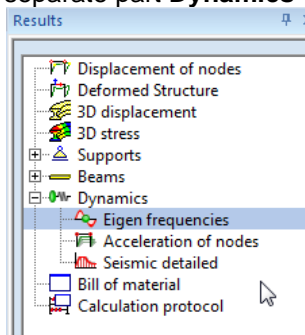 separate part Dynamics
Results
Displacement of nodes
Deformed Structure
3D displacement
3D stress
Supports
Beams
Dynamics
Eigen frequencies
Acceleration of nodes
Seismic detailed
Bill of material
Calculation protocol